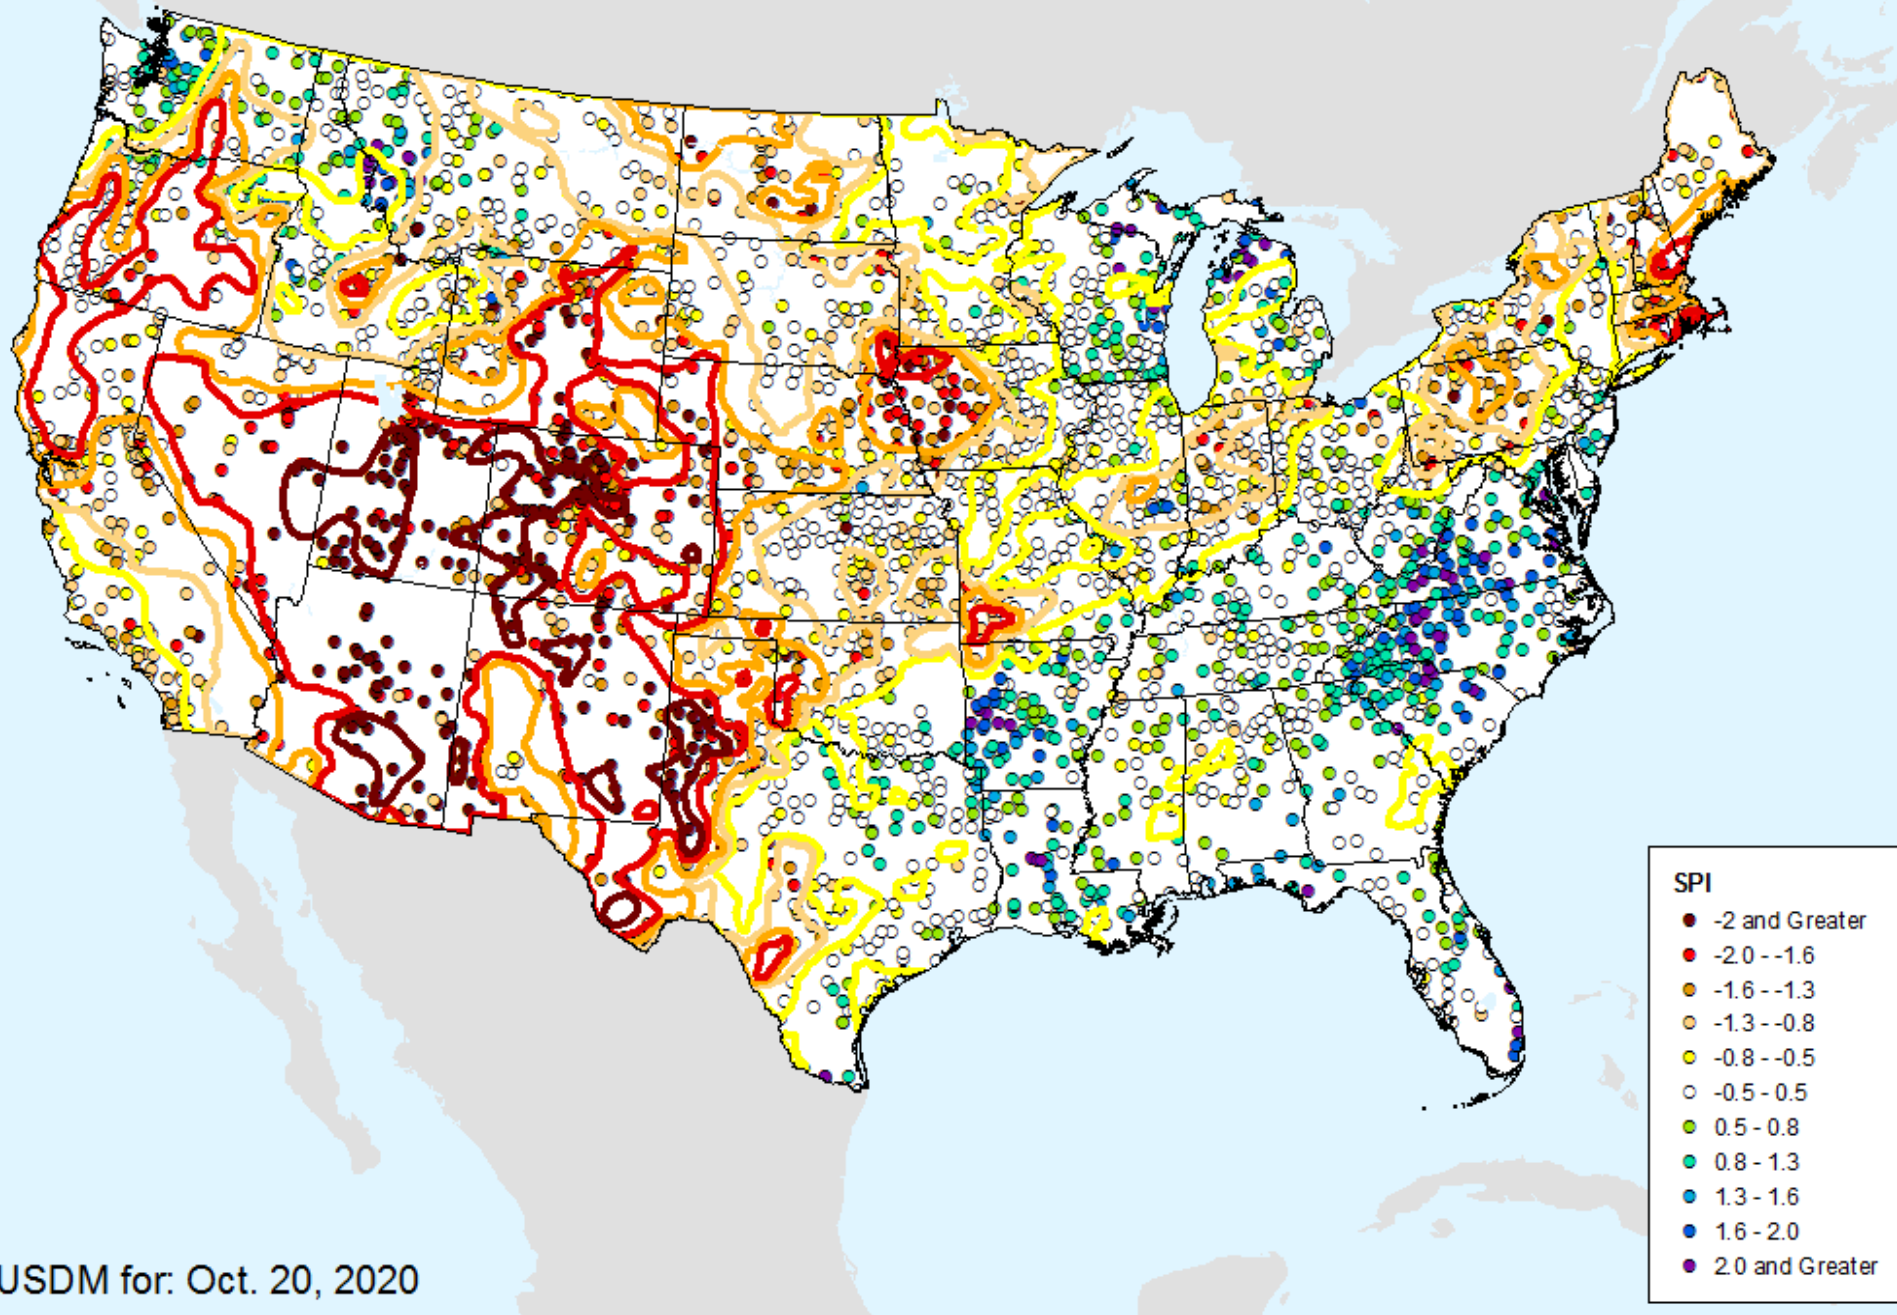 SPI
-2 and Greater
-2.0 - -1.6
-1.6 - -1.3
-1.3 - -0.8
-0.8 - -0.5
-0.5 - 0.5
0.5 - 0.8
0.8 - 1.3
1.3 - 1.6
1.6 - 2.0
2.0 and Greater
USDM for: Oct. 20, 2020